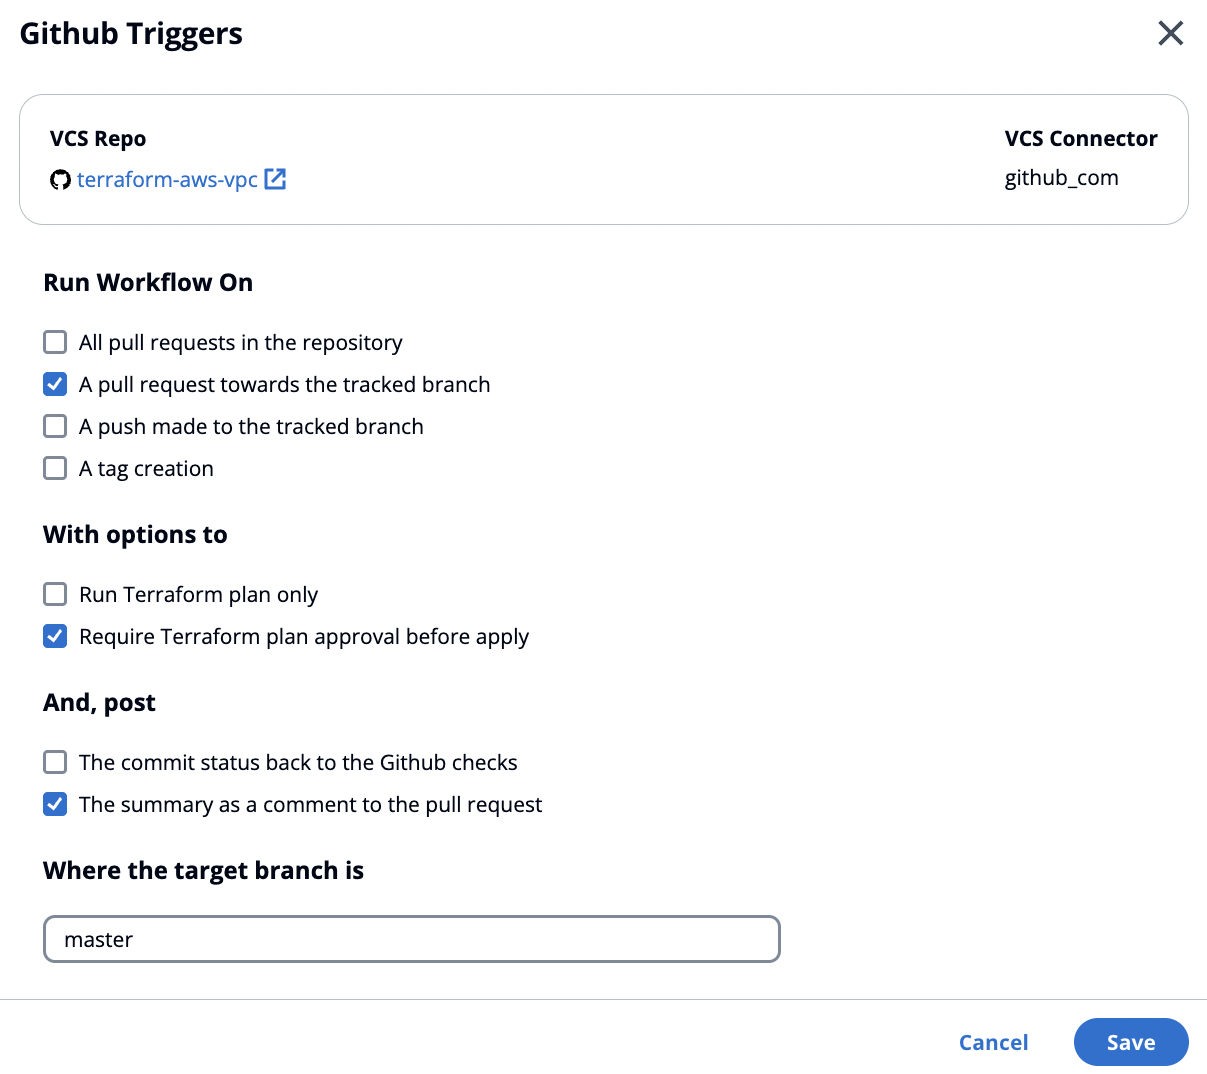 Github Triggers
VCS Repo
VCS Connector
terraform-aws-vpc
github_com
Run Workflow On
All pull requests in the repository
A pull request towards the tracked branch
A push made to the tracked branch
A tag creation
With options to
Run Terraform plan only
Require Terraform plan approval before apply
And, post
The commit status back to the Github checks
The summary as a comment to the pull request
Where the target branch is
master
Cancel
Save